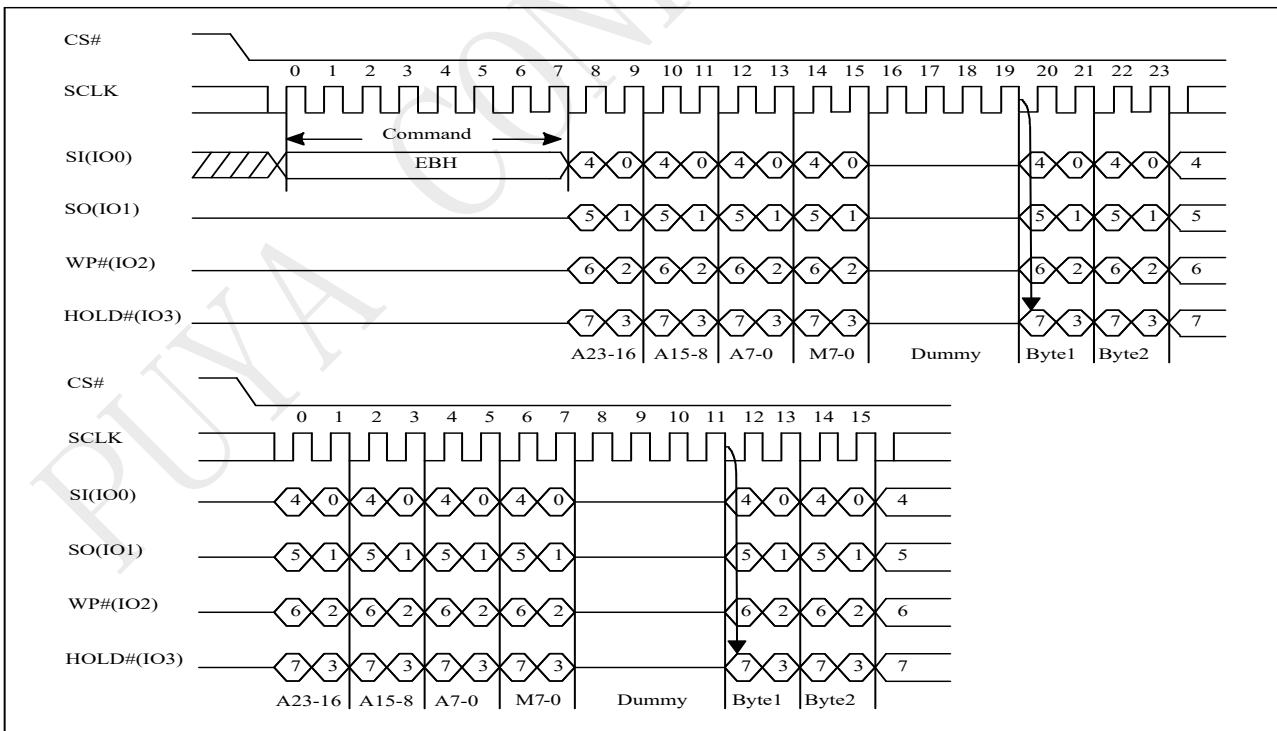 PUYA CON
CS#
0 1 2 3 4 5 6 7 8 9 10 11 12 13 14 15 16 17 18 19 20 21 22 23
SCLK
Command
SI(IO0) EBH 4 0 4 0 4 0 4 0 4 0 4 0 4
SO(IO1) 5 1 5 1 5 1 5 1 5 1 5 1 5
WP#(IO2) 6 2 6 2 6 2 6 2 6 2 6 2 6
HOLD#(IO3) 7 3 7 3 7 3 7 3 7 3 7 3 7
A23-16 A15-8 A7-0 M7-0 Dummy Byte1 Byte2
CS#
0 1 2 3 4 5 6 7 8 9 10 11 12 13 14 15
SCLK
SI(IO0) 4 0 4 0 4 0 4 0 4 0 4 0 4
SO(IO1) 5 1 5 1 5 1 5 1 5 1 5 1 5
WP#(IO2) 6 2 6 2 6 2 6 2 6 2 6 2 6
HOLD#(IO3) 7 3 7 3 7 3 7 3 7 3 7 3 7
A23-16 A15-8 A7-0 M7-0 Dummy Byte1 Byte2